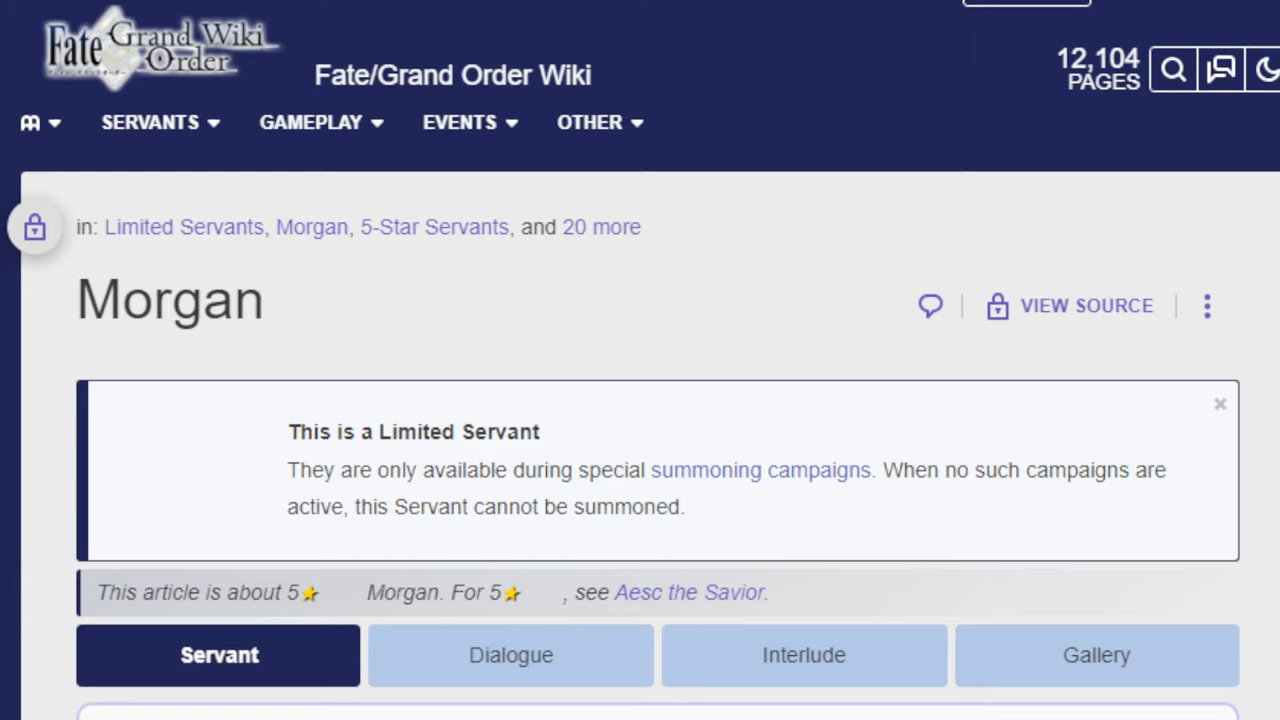 Fate Grand Wiki
Order
Fate/Grand Order Wiki
12,104
PAGES
SERVANTS
GAMEPLAY
EVENTS
OTHER
in: Limited Servants, Morgan, 5-Star Servants, and 20 more
Morgan
VIEW SOURCE
This is a Limited Servant
They are only available during special summoning campaigns. When no such campaigns are
active, this Servant cannot be summoned.
This article is about 5★ Morgan. For 5★ , see Aesc the Savior.
Servant
Dialogue
Interlude
Gallery